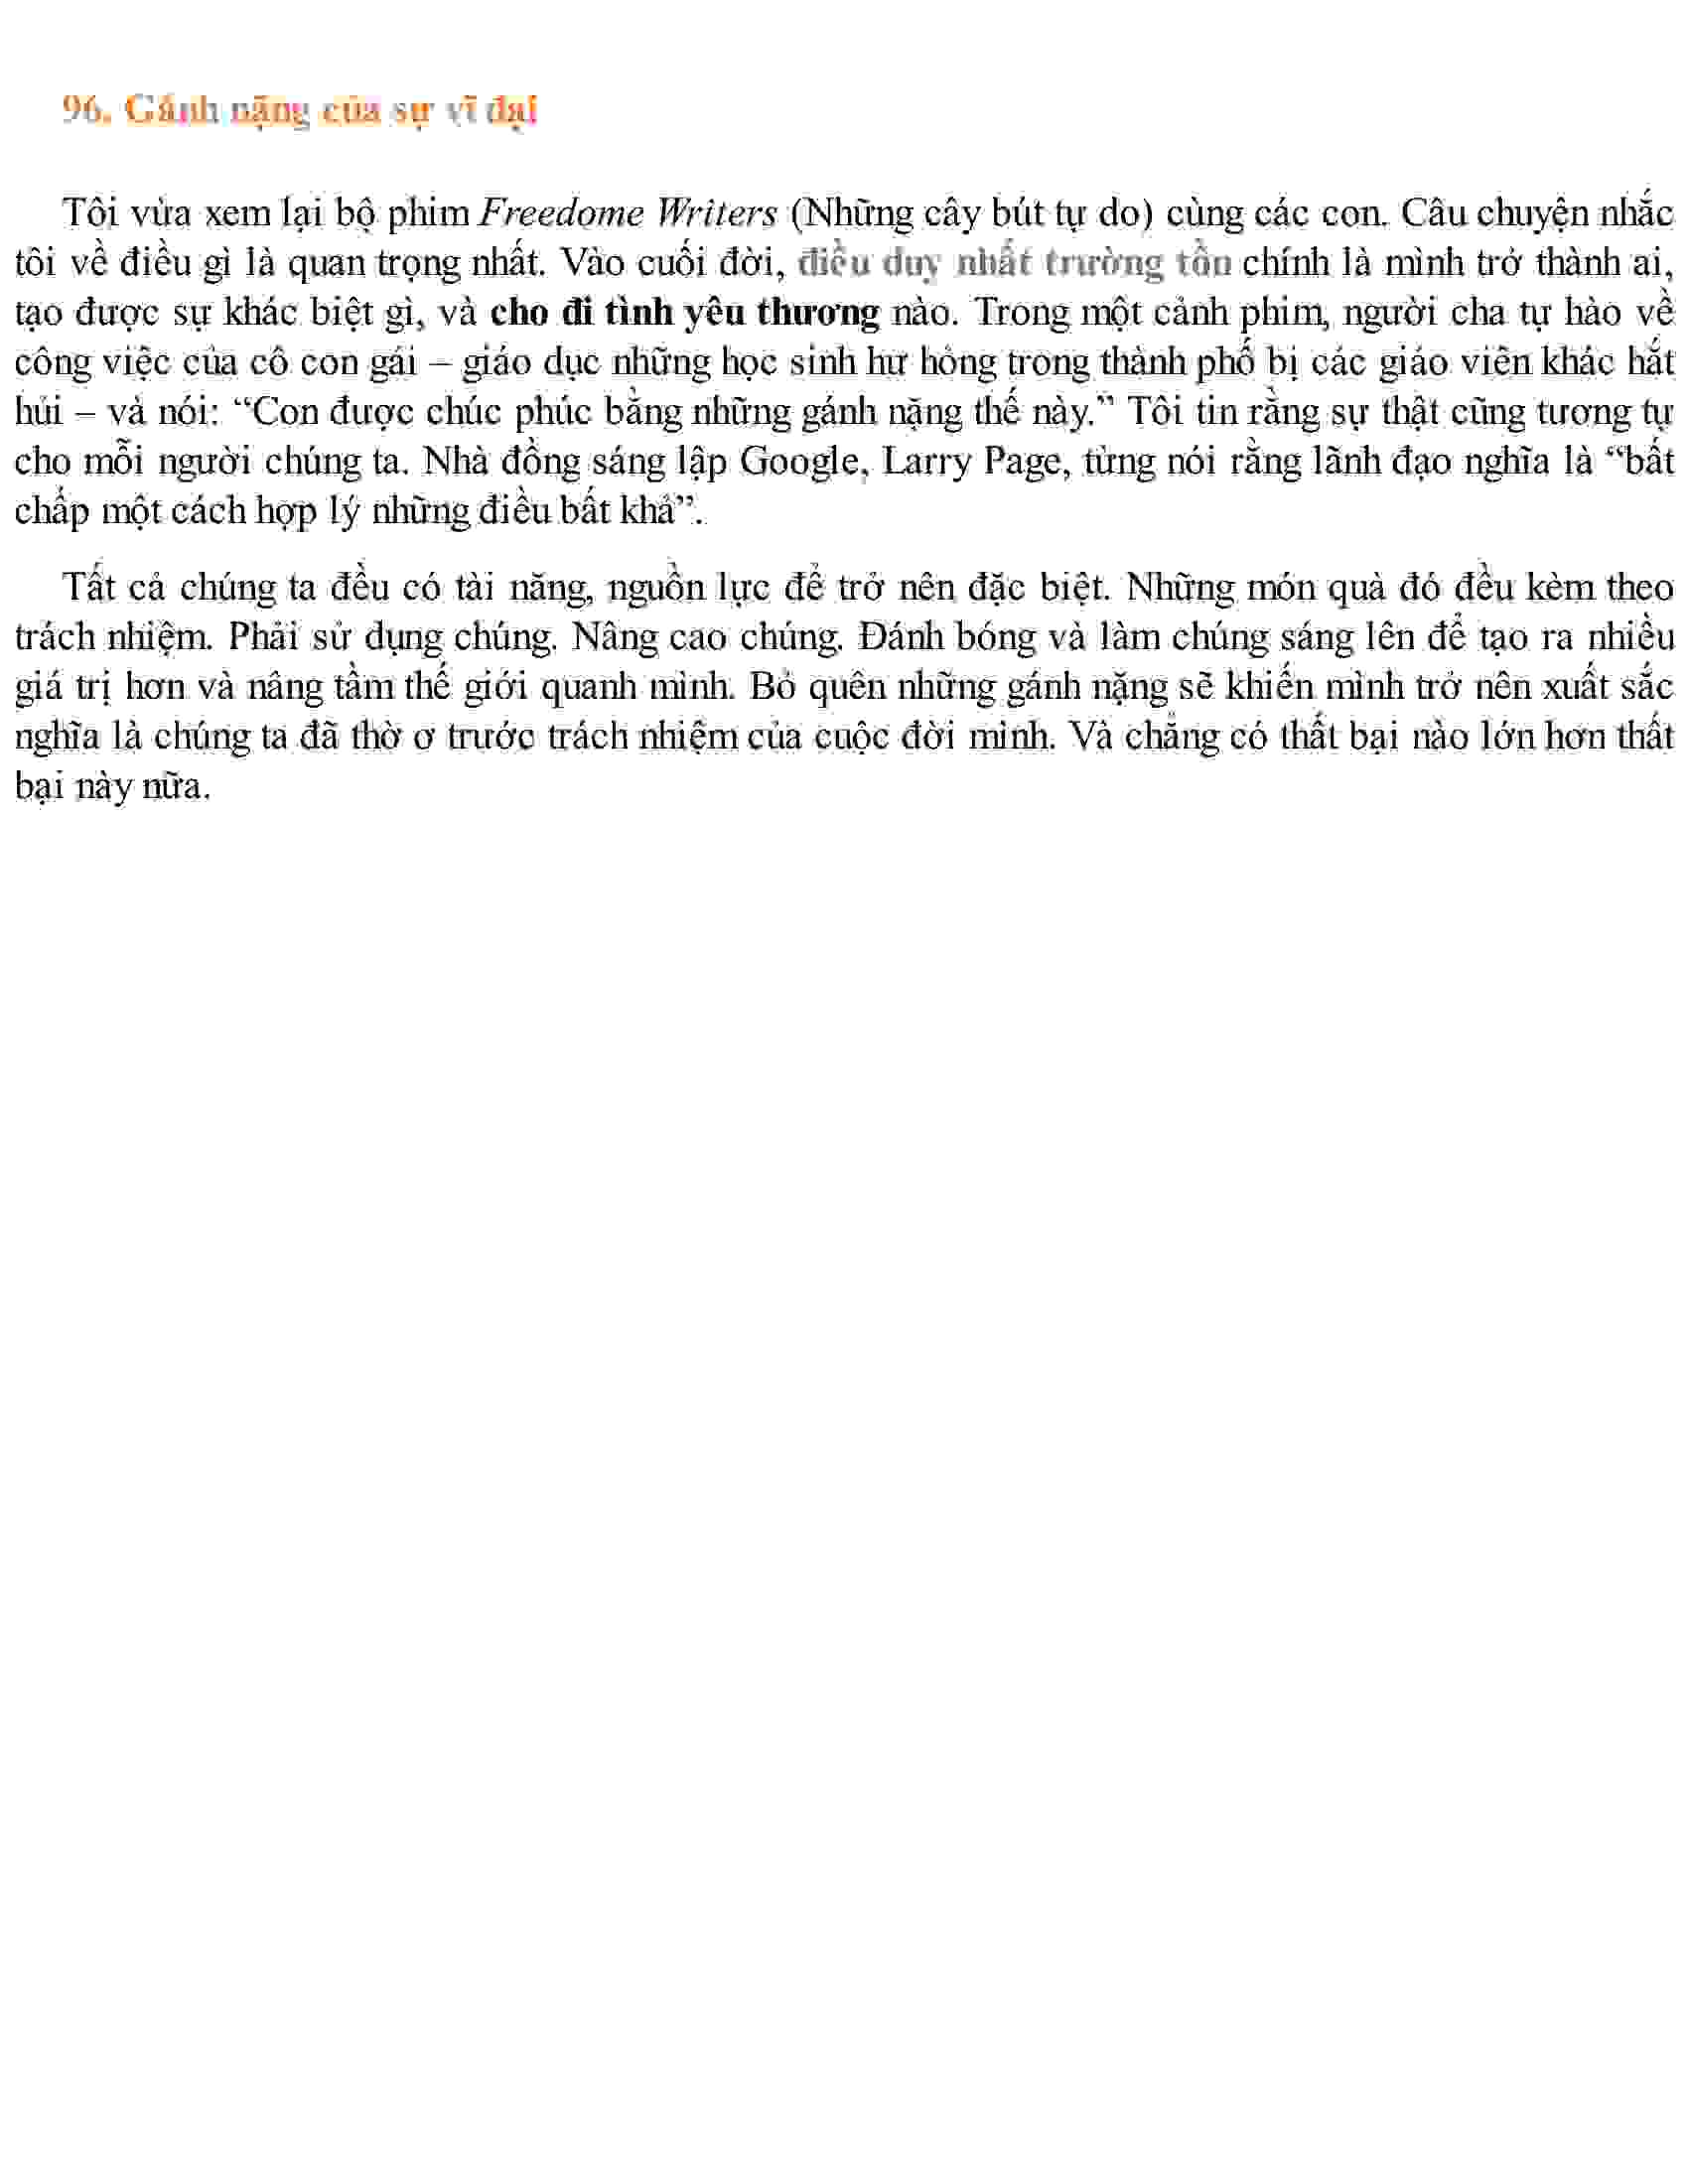 96. Gánh nặng của sự vĩ đại
Tôi vừa xem lại bộ phim Freedome Writers (Những cây bút tự do) cùng các con. Câu chuyện nhắc
tôi về điều gì là quan trọng nhất. Vào cuối đời, điều duy nhất trường tồn chính là mình trở thành ai,
tạo được sự khác biệt gì, và cho đi tình yêu thương nào. Trong một cảnh phim, người cha tự hào về
công việc của cô con gái – giáo dục những học sinh hư hỏng trong thành phố bị các giáo viên khác hắt
hủi – và nói: “Con được chúc phúc bằng những gánh nặng thế này.” Tôi tin rằng sự thật cũng tương tự
cho mỗi người chúng ta. Nhà đồng sáng lập Google, Larry Page, từng nói rằng lãnh đạo nghĩa là “bất
chấp một cách hợp lý những điều bất khả”.
Tất cả chúng ta đều có tài năng, nguồn lực để trở nên đặc biệt. Những món quà đó đều kèm theo
trách nhiệm. Phải sử dụng chúng. Nâng cao chúng. Đánh bóng và làm chúng sáng lên để tạo ra nhiều
giá trị hơn và nâng tầm thế giới quanh mình. Bỏ quên những gánh nặng sẽ khiến mình trở nên xuất sắc
nghĩa là chúng ta đã thờ ơ trước trách nhiệm của cuộc đời mình. Và chẳng có thất bại nào lớn hơn thất
bại này nữa.